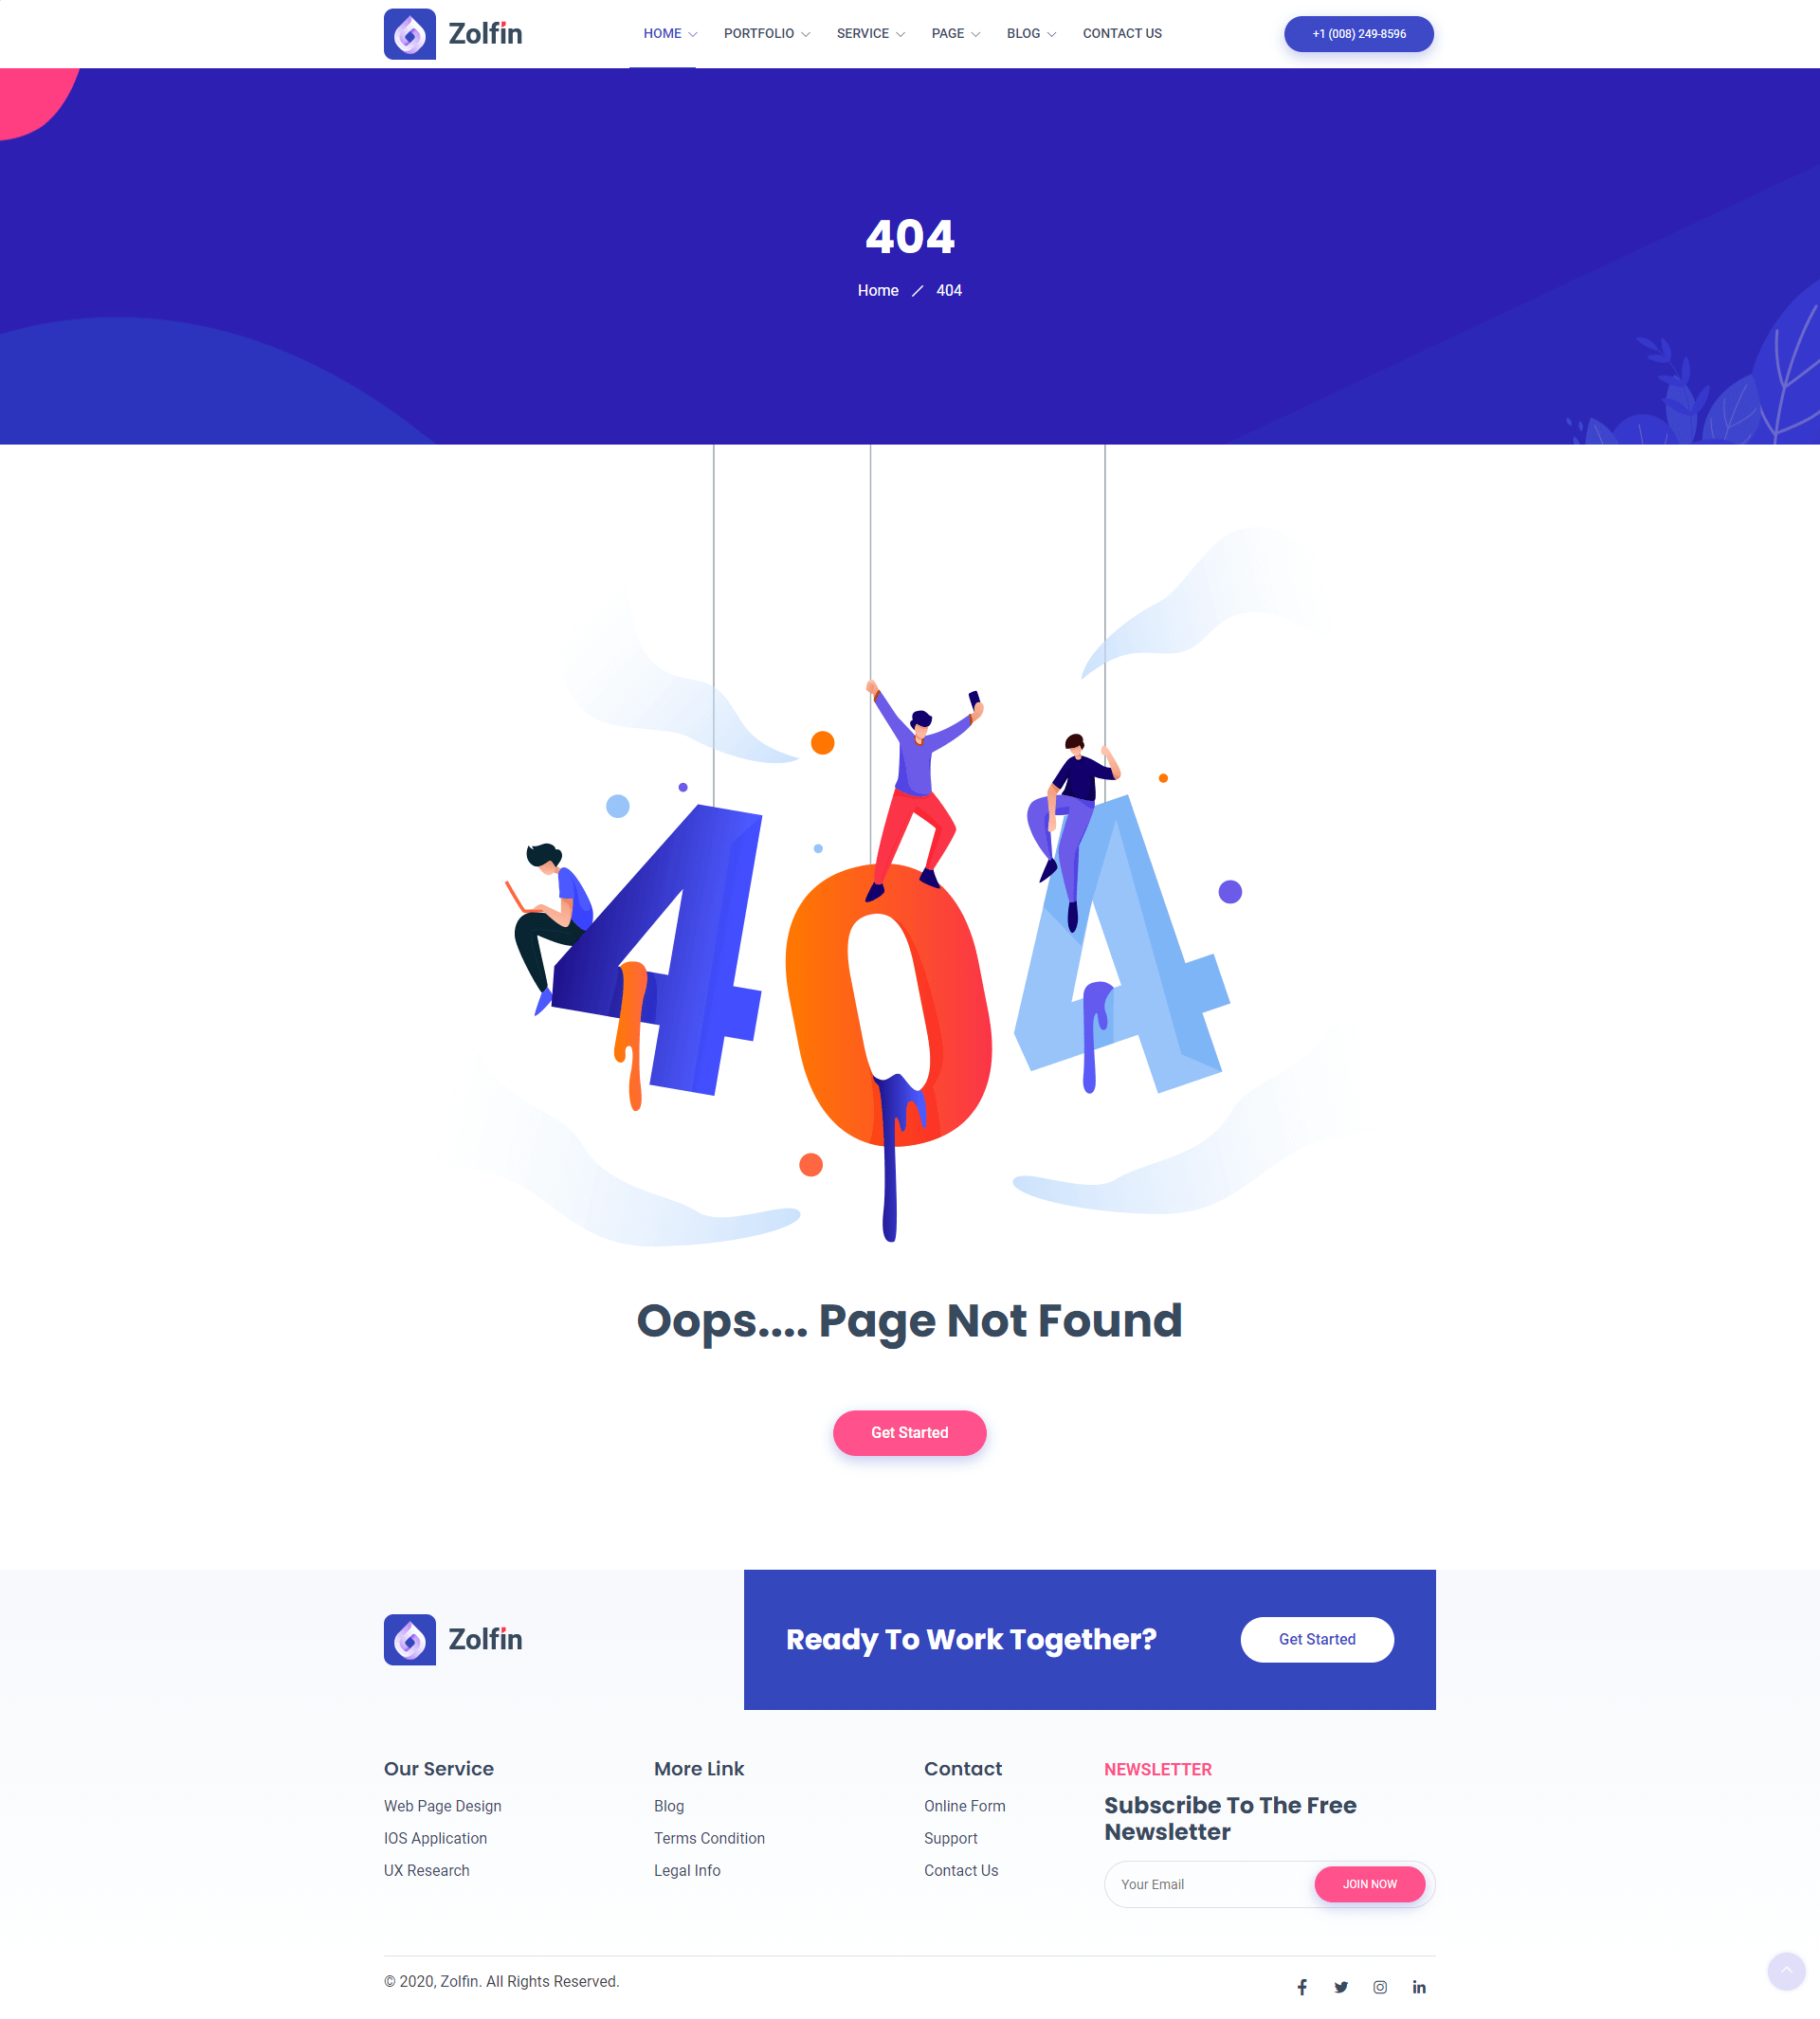 Zolfin
HOME PORTFOLIO SERVICE PAGE BLOG CONTACT US
+1 (008) 249-8596
404
Home / 404
404
Oops.... Page Not Found
Get Started
Zolfin
Ready To Work Together?
Get Started
Our Service
Web Page Design
IOS Application
UX Research
More Link
Blog
Terms Condition
Legal Info
Contact
Online Form
Support
Contact Us
NEWSLETTER
Subscribe To The Free
Newsletter
Your Email
JOIN NOW
© 2020, Zolfin. All Rights Reserved.